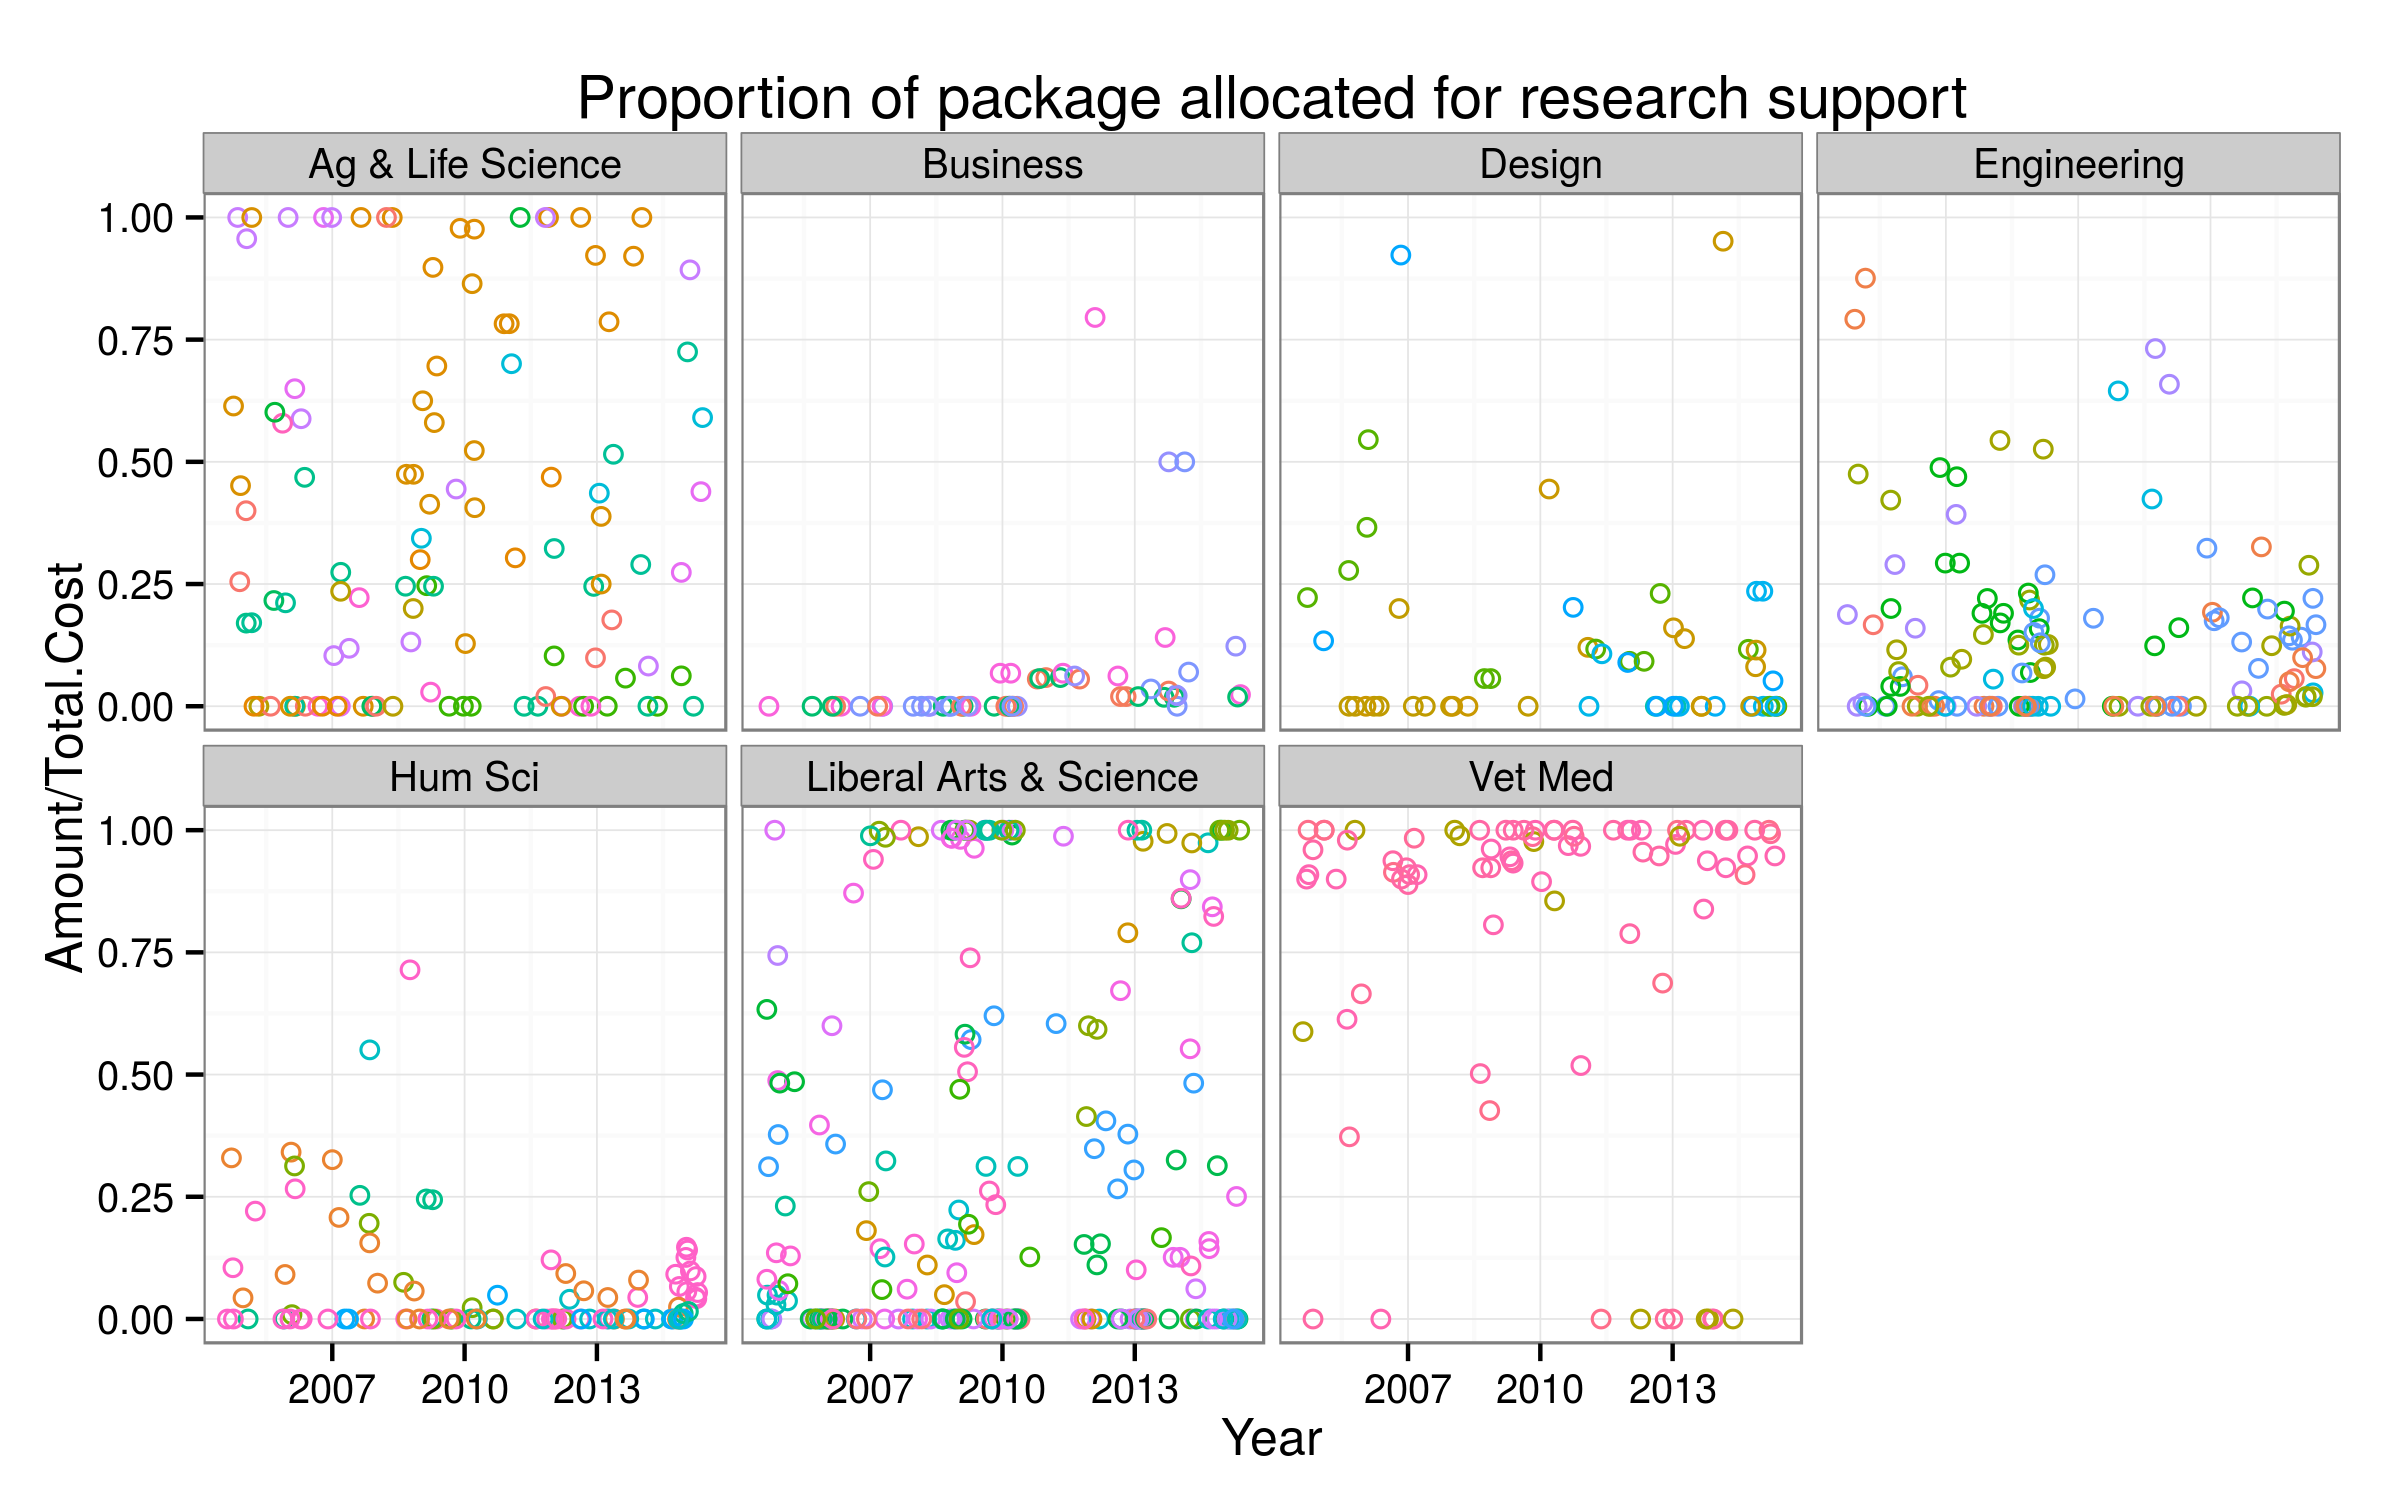 Proportion of package allocated for research support
Ag & Life Science
Business
Design
Engineering
1.00
0.75
0.50
0.25
0.00
Hum Sci
Liberal Arts & Science
Vet Med
1.00
0.75
0.50
0.25
0.00
Amount/Total.Cost
2007
2010
2013
2007
2010
2013
2007
2010
2013
Year